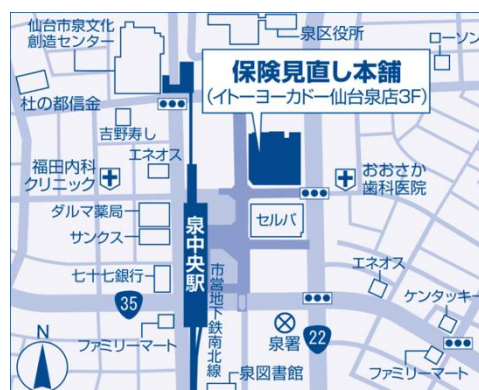 仙台市泉文化
創造センター
泉区役所
ローソン
保険見直し本舗
(イトーヨーカドー仙台泉店3F)
杜の都信金
吉野寿し
エネオス
福田内科
クリニック
おおさか
歯科医院
ダルマ薬局
サンクス
セルバ
泉中央駅
七十七銀行
市営地下鉄南北線
エネオス
35
ケンタッキー
N
ファミリーマート
泉署
22
ファミリーマート
泉図書館